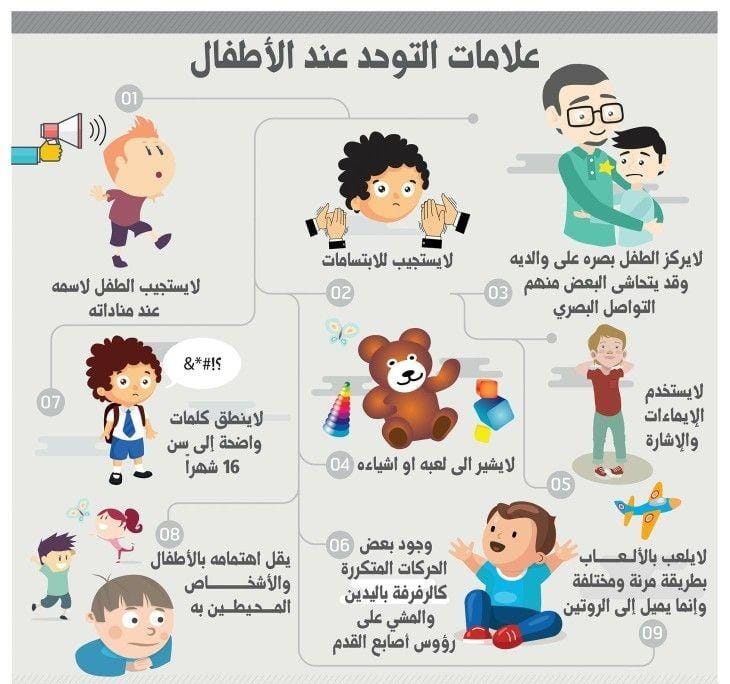 علامات التوحد عند الأطفال
01
لايستجيب الطفل لاسمه
عند مناداته
02
لايستجيب للابتسامات
03
لايركز الطفل بصره على والديه
وقد يتحاشى البعض منهم
التواصل البصري
04
لايشير الى لعبه او اشياءه
05
لايستخدم
الإيماءات
والإشارة
06
وجود بعض
الحركات المتكررة
كالرفرفة باليدين
والمشي على
رؤوس أصابع القدم
07
&*#!؟
لاينطق كلمات
واضحة إلى سن
16 شهراً
08
يقل اهتمامه بالأطفال
والأشخاص
المحيطين به
09
لايلعب بالألعاب
بطريقة مرنة ومختلفة
وإنما يميل إلى الروتين